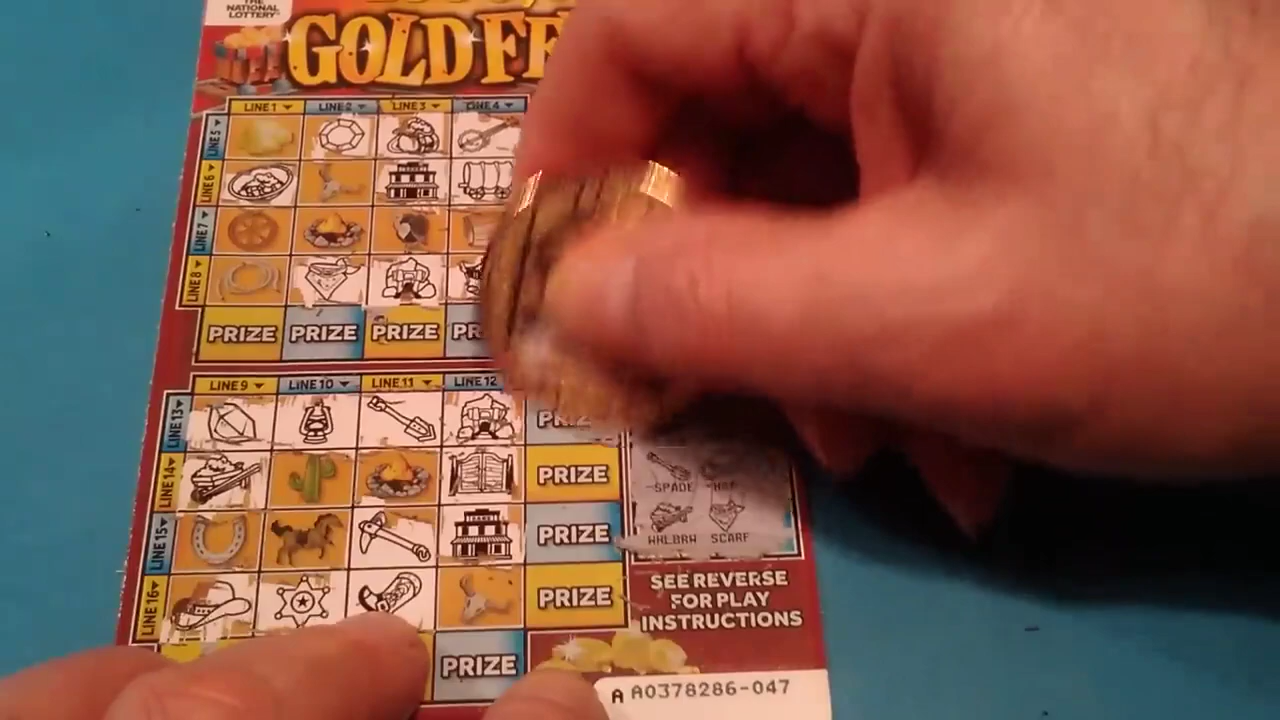 THE
NATIONAL
LOTTERY
GOLD
LINE 1 LINE 2 LINE 3 LINE 4
LINE 5
LINE 6
LINE 7
LINE 8
PRIZE PRIZE PRIZE
LINE 9 LINE 10 LINE 11 LINE 12
LINE 13
LINE 14 PRIZE
LINE 15 PRIZE
LINE 16 PRIZE
PRIZE
SPADE HAT
WHLBRW SCARF
SEE REVERSE
FOR PLAY
INSTRUCTIONS
A A0378286-047